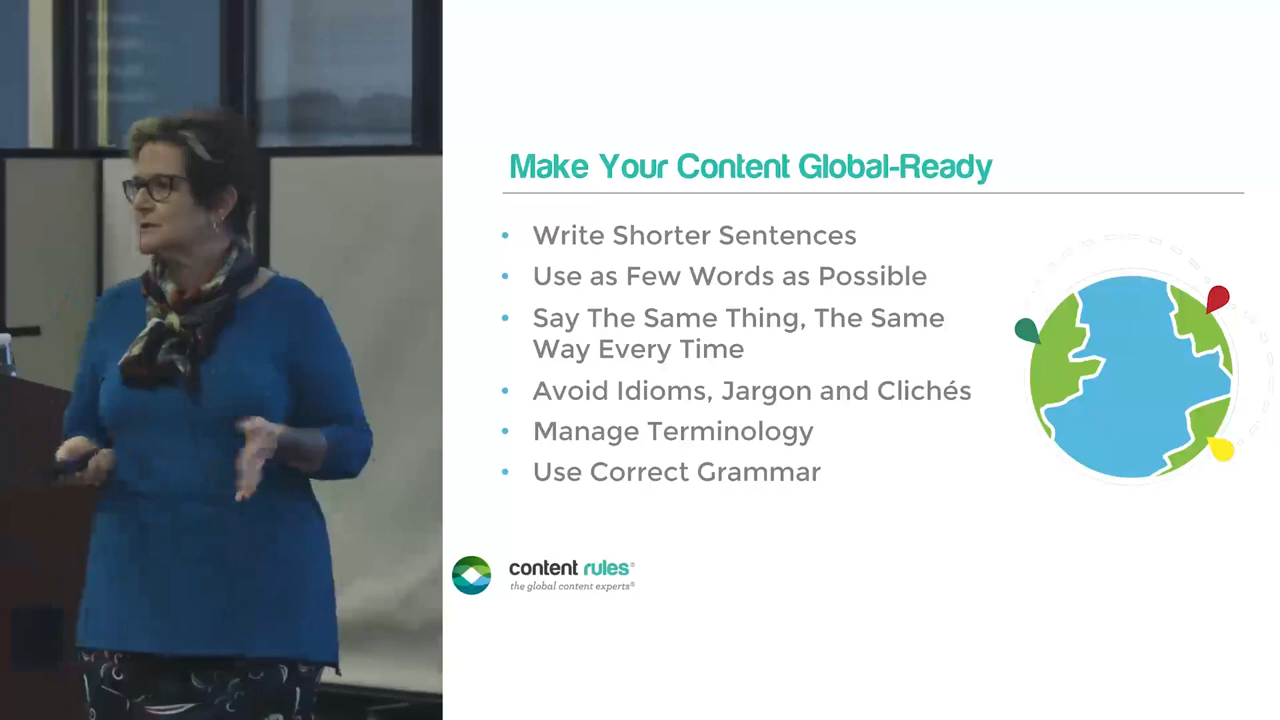 Make Your Content Global-Ready
• Write Shorter Sentences
• Use as Few Words as Possible
• Say The Same Thing, The Same
Way Every Time
• Avoid Idioms, Jargon and Clichés
• Manage Terminology
• Use Correct Grammar
content rules®
the global content experts®